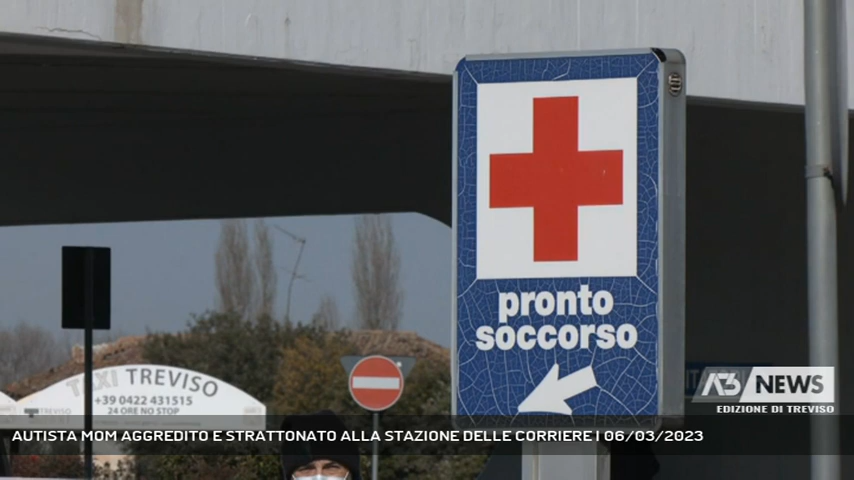 pronto
soccorso
TAXI TREVISO
+39 0422 431515
24 ORE NO STOP
TREVISO
A3 NEWS
EDIZIONE DI TREVISO
AUTISTA MOM AGGREDITO E STRATTONATO ALLA STAZIONE DELLE CORRIERE | 06/03/2023